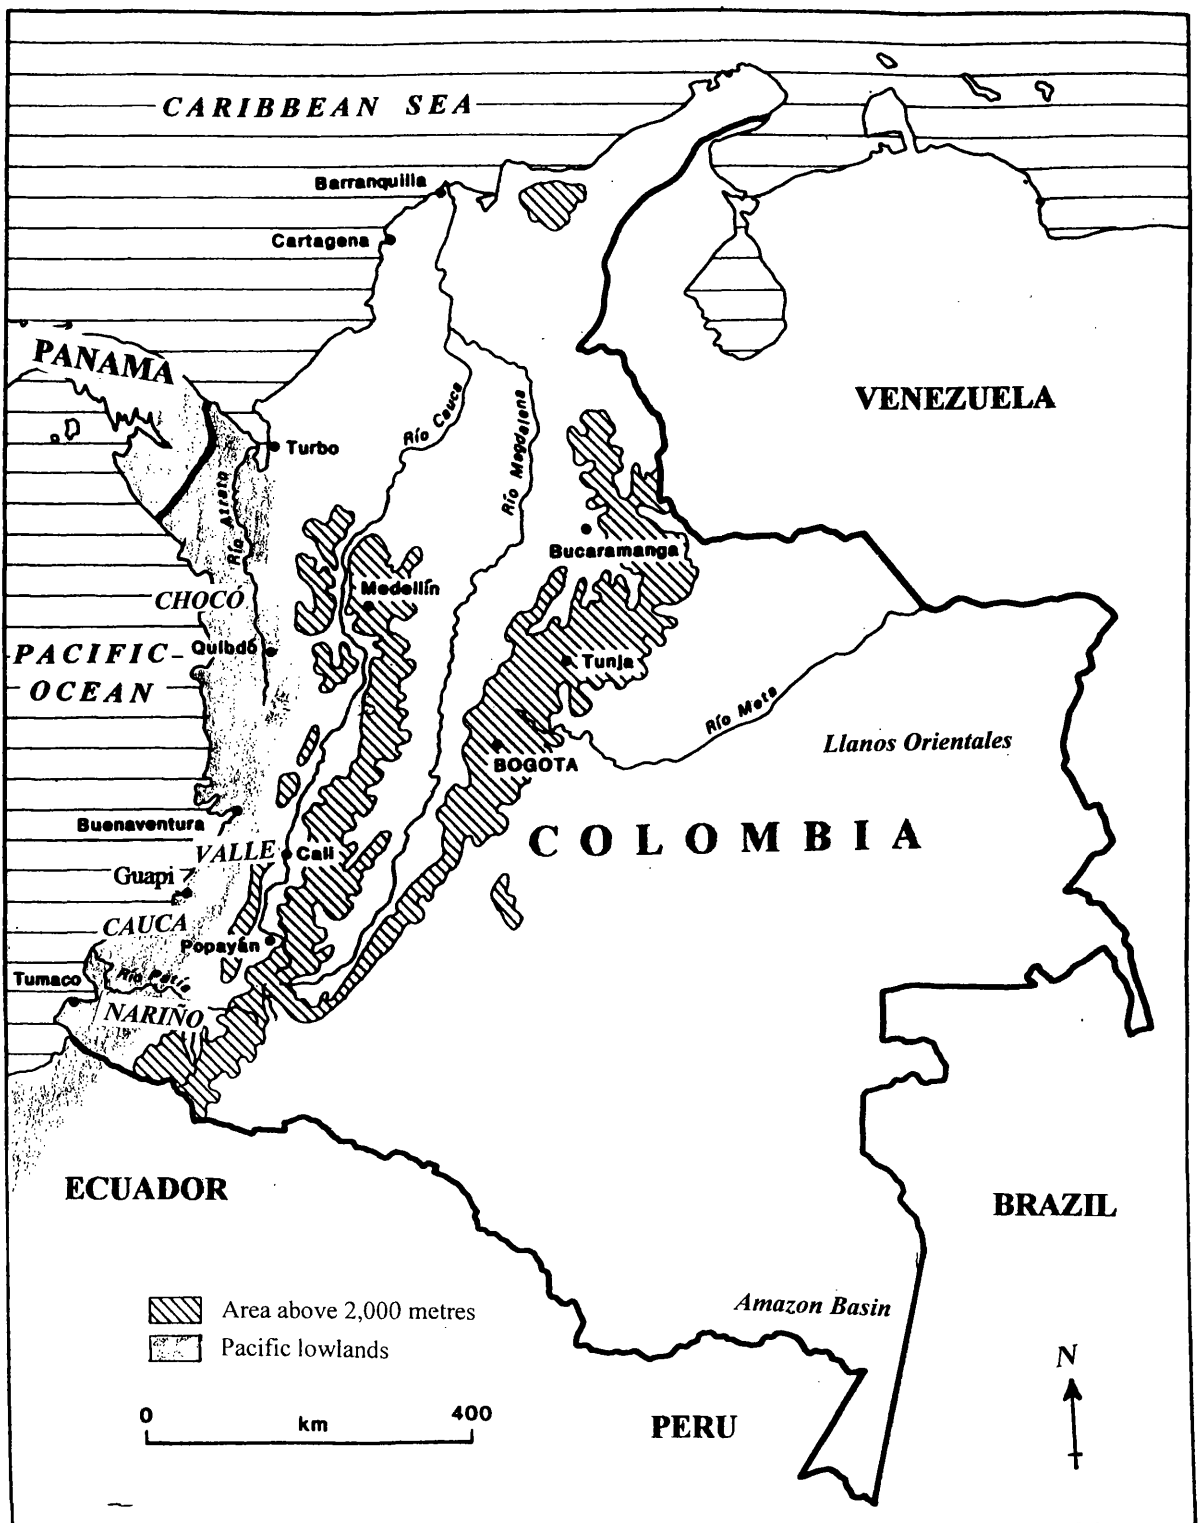 CARIBBEAN SEA
Barranquilla
Cartagena
PANAMA
VENEZUELA
Río Cauca
Río Magdalena
Turbo
Río Atrato
Bucaramanga
Medellín
CHOCÓ
Quibdó
PACIFIC
OCEAN
Tunja
Río Meta
Llanos Orientales
BOGOTA
Buenaventura
COLOMBIA
VALLE
Cali
Guapi
CAUCA
Popayán
Tumaco
Río Patía
NARIÑO
ECUADOR
BRAZIL
Amazon Basin
Area above 2,000 metres
Pacific lowlands
N
0
400
km
PERU